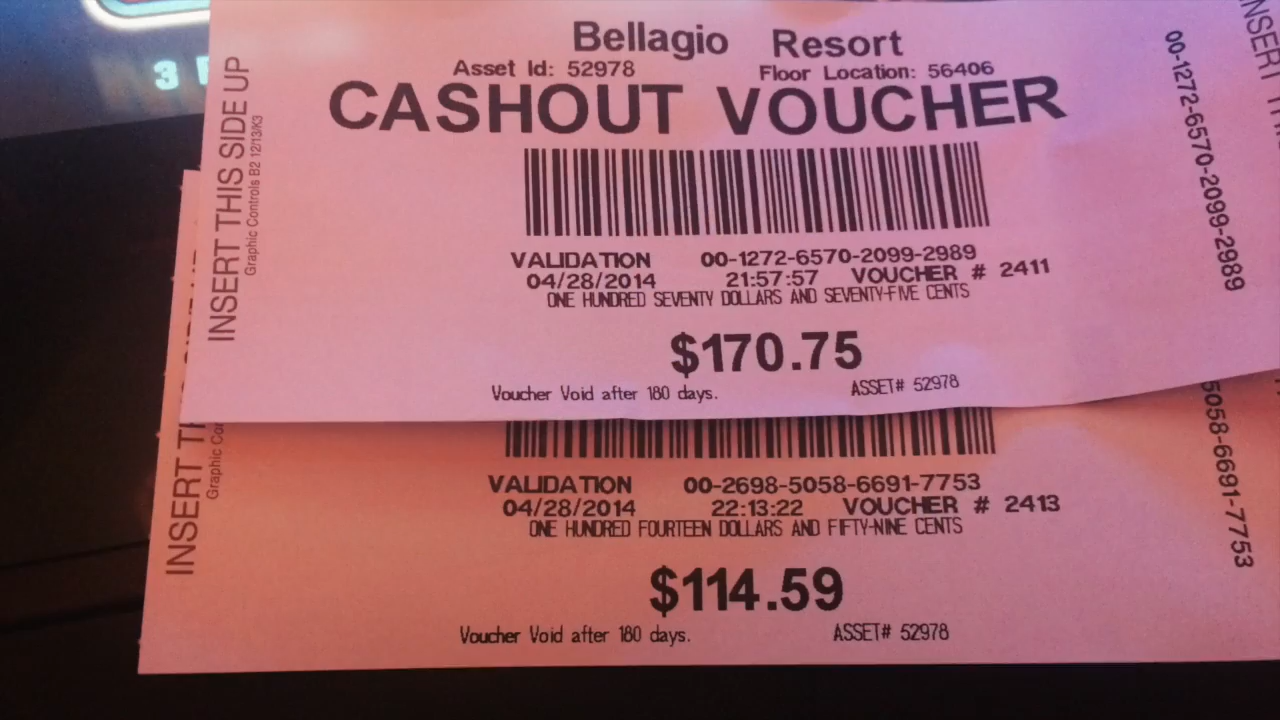 3
Bellagio Resort
Asset Id: 52978 Floor Location: 56406
CASHOUT VOUCHER
INSERT THIS SIDE UP
Graphic Controls B2 12/13/K3
VALIDATION 00-1272-6570-2099-2989
04/28/2014 21:57:57 VOUCHER # 2411
ONE HUNDRED SEVENTY DOLLARS AND SEVENTY-FIVE CENTS
$170.75
Voucher Void after 180 days. ASSET# 52978
00-1272-6570-2099-2989
INSERT
INSERT
Graphic
VALIDATION 00-2698-5058-6691-7753
04/28/2014 22:13:22 VOUCHER # 2413
ONE HUNDRED FOURTEEN DOLLARS AND FIFTY-NINE CENTS
$114.59
Voucher Void after 180 days. ASSET# 52978
5058-6691-7753